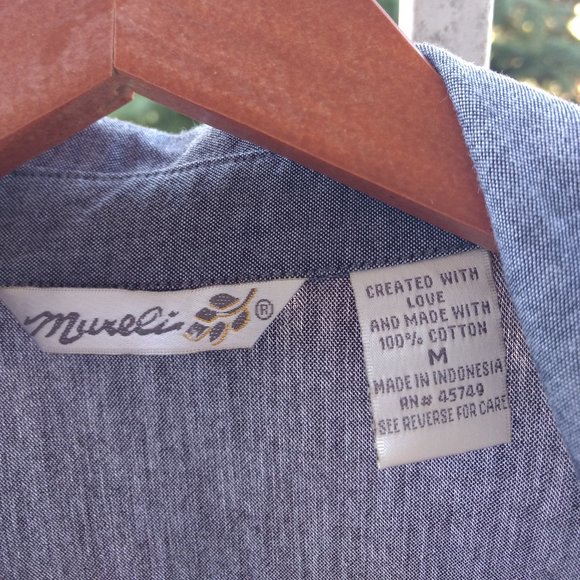 Mureli ®
CREATED WITH
LOVE
AND MADE WITH
100% COTTON
M
MADE IN INDONESIA
RN# 45749
SEE REVERSE FOR CARE